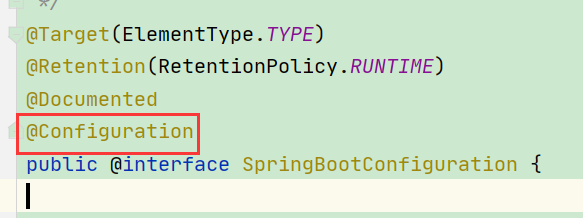 */
@Target(ElementType.TYPE)
@Retention(RetentionPolicy.RUNTIME)
@Documented
@Configuration
public @interface SpringBootConfiguration {